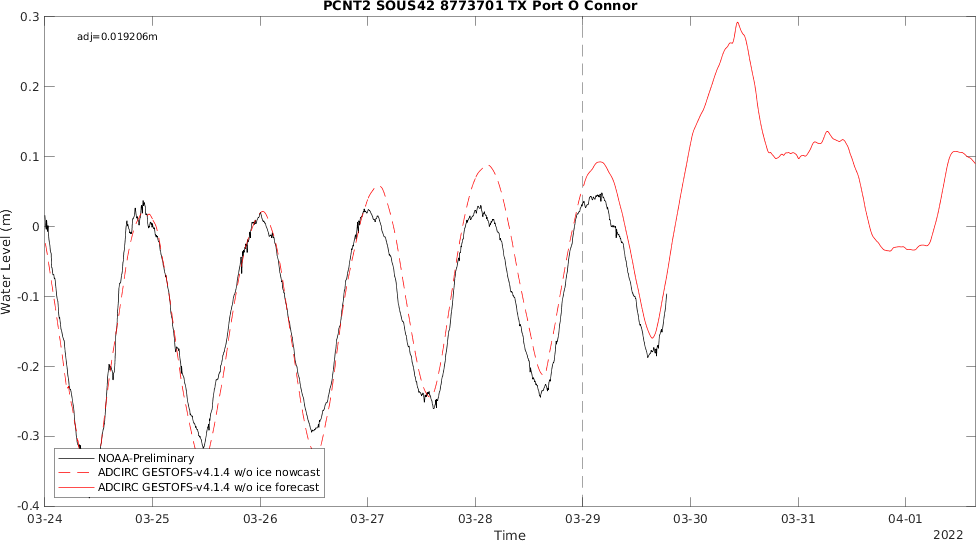 PCNT2 SOUS42 8773701 TX Port O Connor
adj=0.019206m
0.3
0.2
0.1
0
-0.1
-0.2
-0.3
-0.4
Water Level (m)
NOAA-Preliminary
ADCIRC GESTOFS-v4.1.4 w/o ice nowcast
ADCIRC GESTOFS-v4.1.4 w/o ice forecast
03-24 03-25 03-26 03-27 03-28 03-29 03-30 03-31 04-01
Time
2022